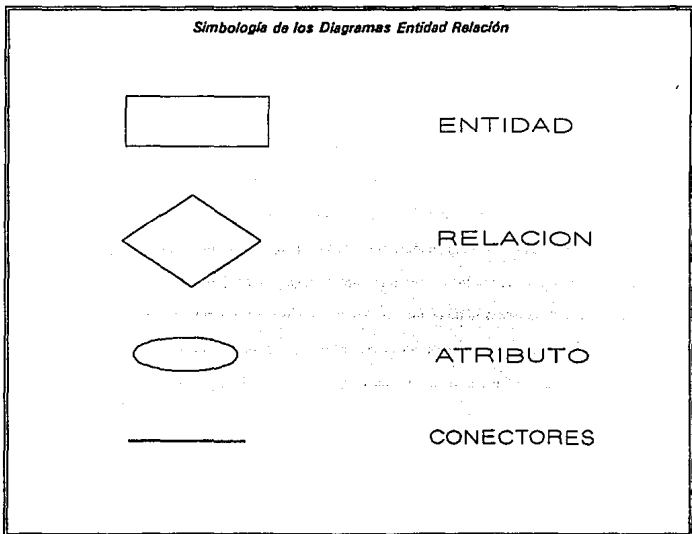 Simbología de los Diagramas Entidad Relación
ENTIDAD
RELACION
ATRIBUTO
CONECTORES